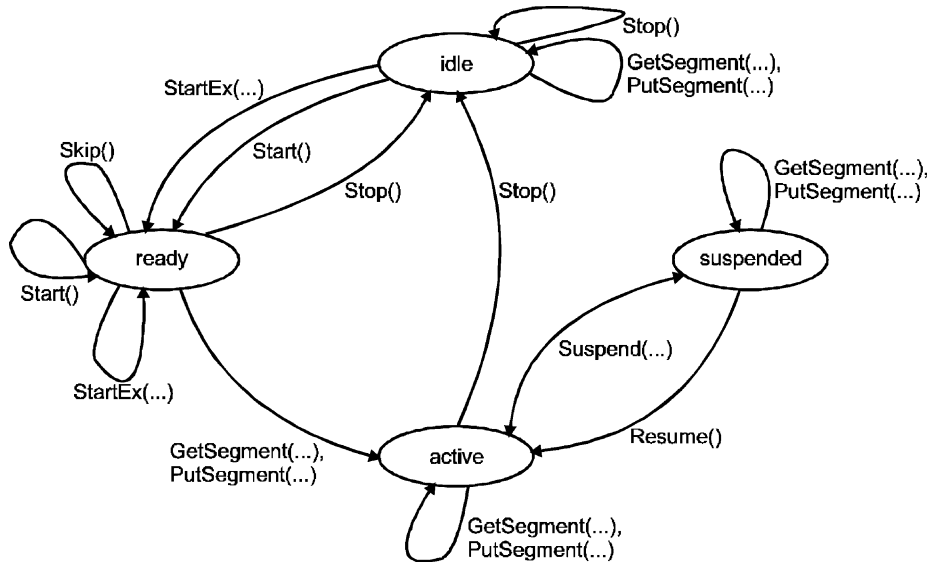 Stop()
idle
GetSegment(...),
PutSegment(...)
StartEx(...)
Skip()
Start()
Stop()
Stop()
GetSegment(...),
PutSegment(...)
ready
suspended
Start()
Suspend(...)
StartEx(...)
Resume()
GetSegment(...),
PutSegment(...)
active
GetSegment(...),
PutSegment(...)